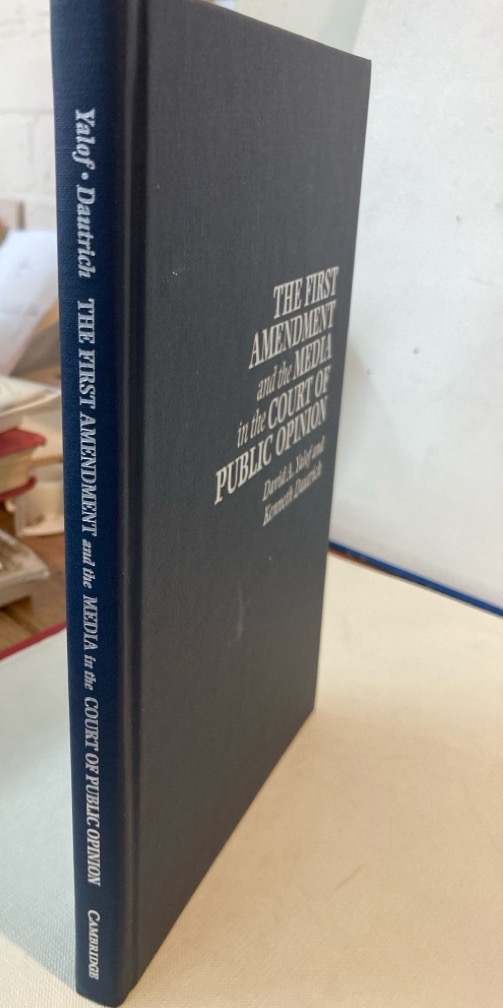 Yalof • Dautrich THE FIRST AMENDMENT and the MEDIA in the COURT OF PUBLIC OPINION CAMBRIDGE
THE FIRST
AMENDMENT
and the MEDIA
in the COURT OF
PUBLIC OPINION
David A. Yalof and
Kenneth Dautrich